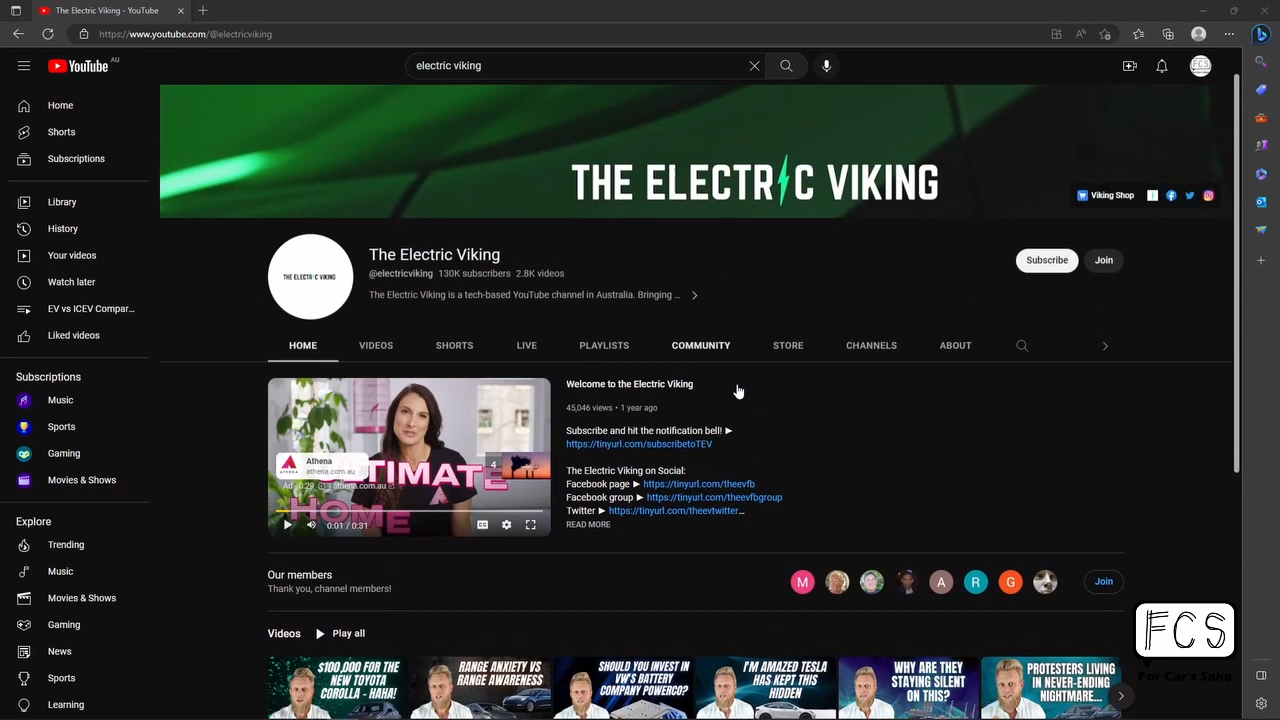 The Electric Viking - YouTube
https://www.youtube.com/@electricviking
YouTube AU
electric viking
FCS
Home
Shorts
Subscriptions
Library
History
Your videos
Watch later
EV vs ICEV Compar...
Liked videos
Subscriptions
Music
Sports
Gaming
Movies & Shows
Explore
Trending
Music
Movies & Shows
Gaming
News
Sports
Learning
THE ELECTRIC VIKING
Viking Shop
THE ELECTRIC VIKING
The Electric Viking
@electricviking 130K subscribers 2.8K videos
The Electric Viking is a tech-based YouTube channel in Australia. Bringing ...
Subscribe
Join
HOME
VIDEOS
SHORTS
LIVE
PLAYLISTS
COMMUNITY
STORE
CHANNELS
ABOUT
Athena
athena.com.au
Ad · 0:29 athena.com.au
HOME
0:01 / 0:31
Welcome to the Electric Viking
45,046 views • 1 year ago
Subscribe and hit the notification bell! ►
https://tinyurl.com/subscribetoTEV
The Electric Viking on Social:
Facebook page ► https://tinyurl.com/theevfb
Facebook group ► https://tinyurl.com/theevfbgroup
Twitter ► https://tinyurl.com/theevtwitter...
READ MORE
Our members
Thank you, channel members!
M
A
R
G
Join
Videos
Play all
$100,000 FOR THE
NEW TOYOTA
COROLLA - HAHA!
RANGE ANXIETY VS
RANGE AWARENESS
SHOULD YOU INVEST IN
VW'S BATTERY
COMPANY POWERCO?
I'M AMAZED TESLA
HAS KEPT THIS
HIDDEN
WHY ARE THEY
STAYING SILENT
ON THIS?
PROTESTERS LIVING
IN NEVER-ENDING
NIGHTMARE...
FCS
For Car's Sake